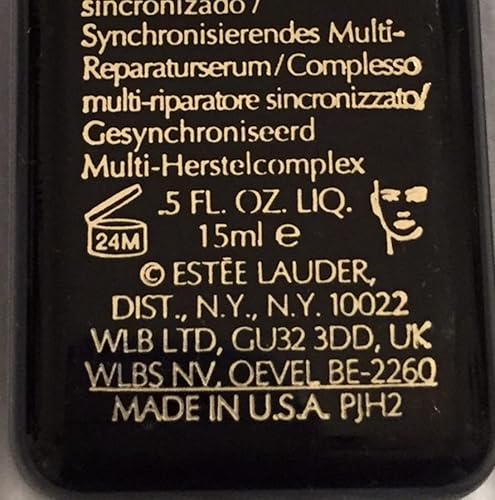 sincronizado /
Synchronisierendes Multi-
Reparaturserum/Complesso
multi-riparatore sincronizzato/
Gesynchroniseerd
Multi-Herstelcomplex
24M
.5 FL. OZ. LIQ.
15ml e
© ESTÉE LAUDER,
DIST., N.Y., N.Y. 10022
WLB LTD, GU32 3DD, UK
WLBS NV, OEVEL BE-2260
MADE IN U.S.A. PJH2